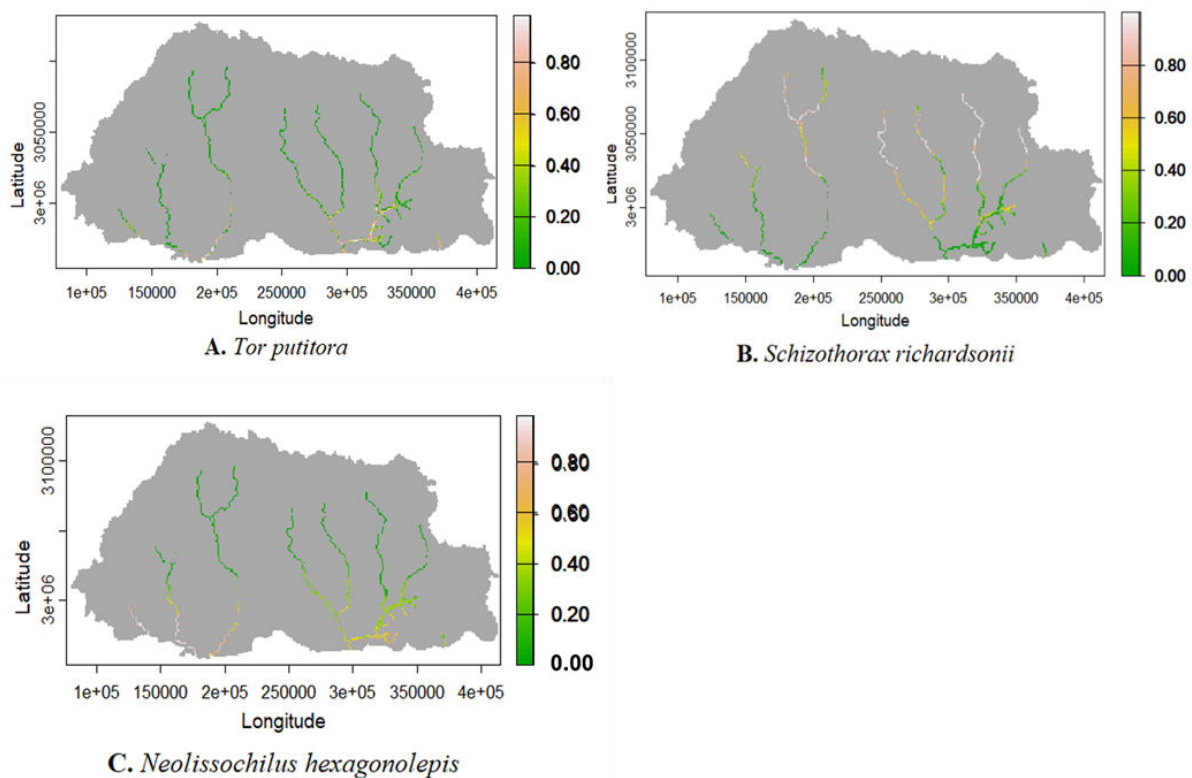 0.80
0.60
0.40
0.20
0.00
Latitude
3050000
3e+06
1e+05 150000 2e+05 250000 3e+05 350000 4e+05
Longitude
A. Tor putitora
0.80
0.60
0.40
0.20
0.00
Latitude
3100000
3050000
3e+06
1e+05 150000 2e+05 250000 3e+05 350000 4e+05
Longitude
B. Schizothorax richardsonii
0.80
0.60
0.40
0.20
0.00
Latitude
3100000
3e+06
1e+05 150000 2e+05 250000 3e+05 350000 4e+05
Longitude
C. Neolissochilus hexagonolepis